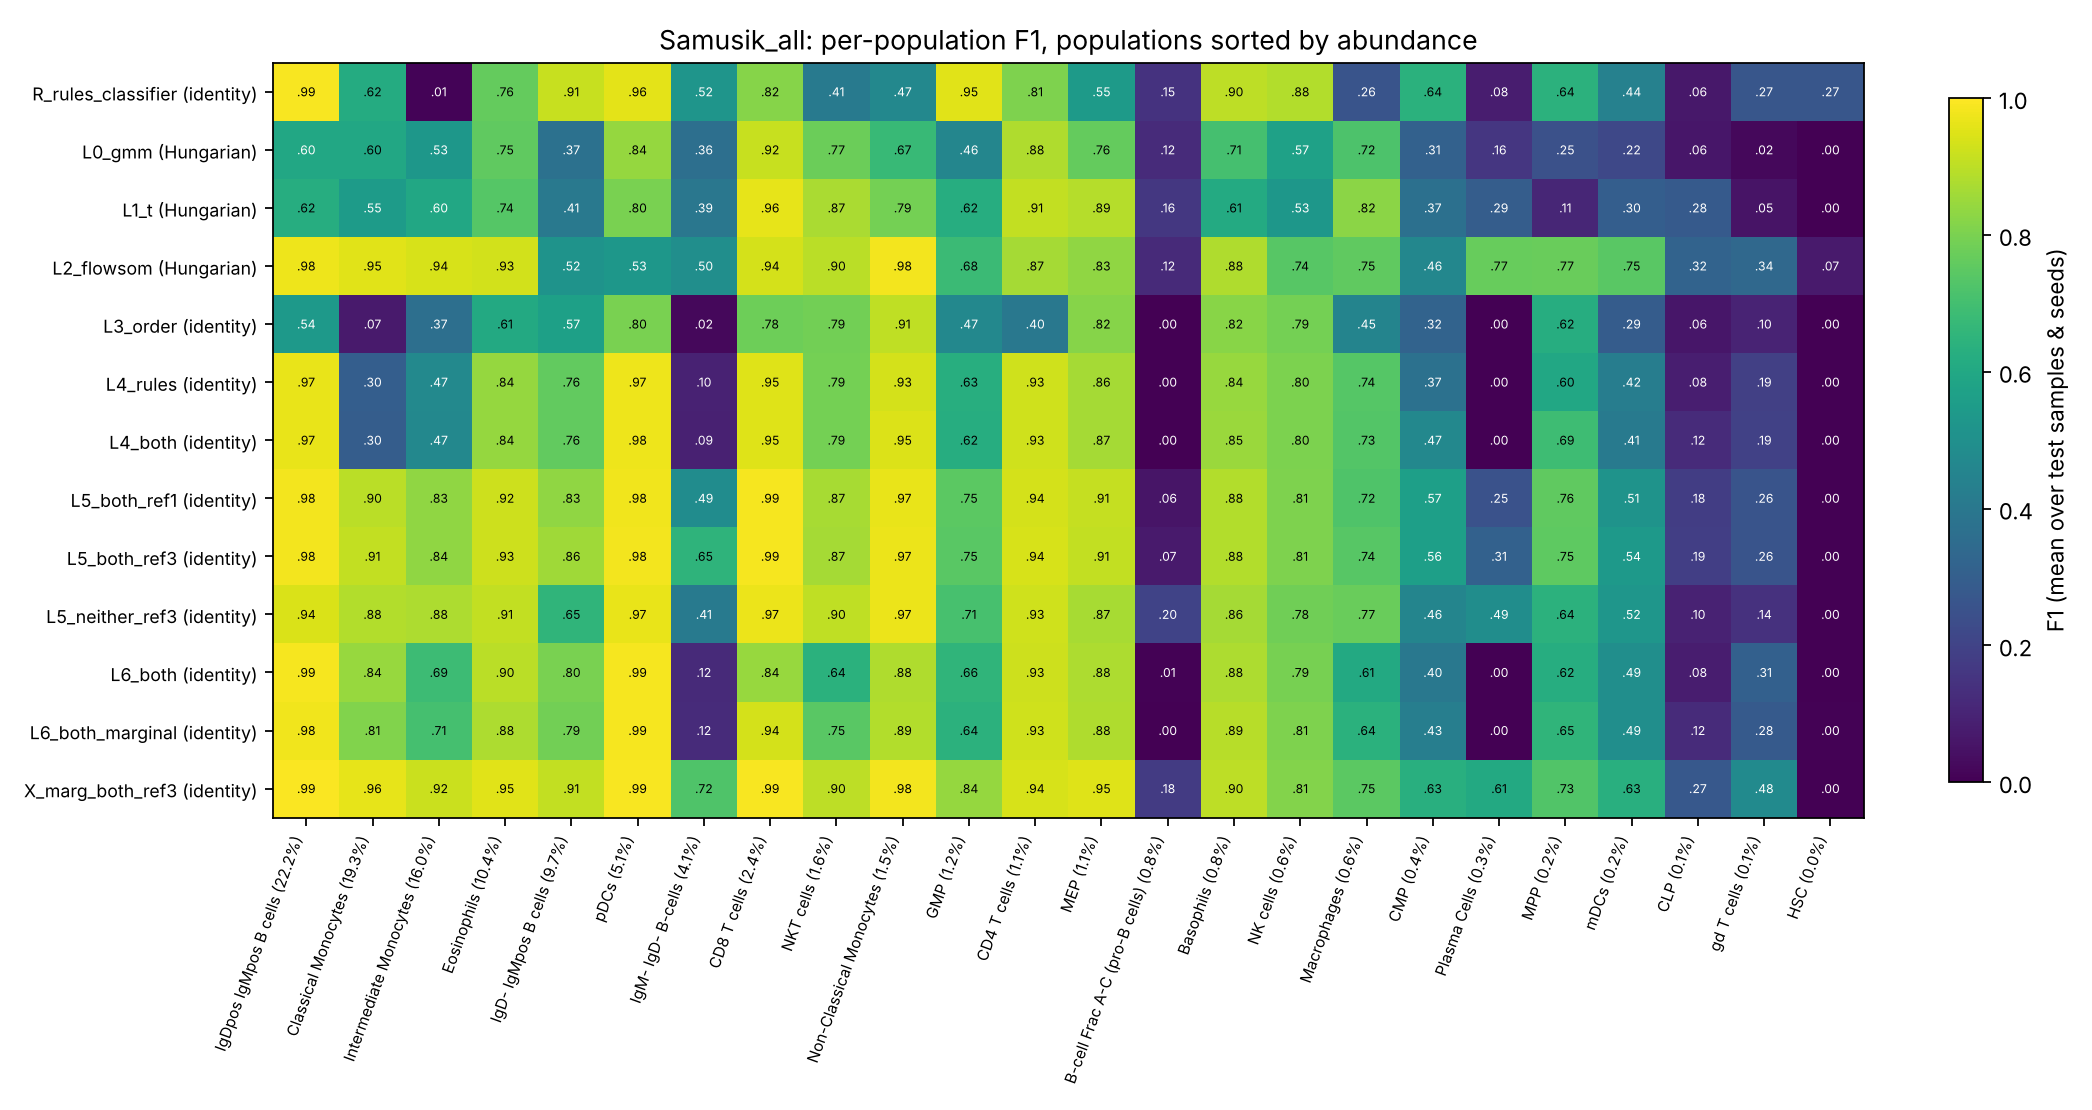 Samusik_all: per-population F1, populations sorted by abundance
R_rules_classifier (identity) .99 .62 .01 .76 .91 .96 .52 .82 .41 .47 .95 .81 .55 .15 .90 .88 .26 .64 .08 .64 .44 .06 .27 .27
L0_gmm (Hungarian) .60 .60 .53 .75 .37 .84 .36 .92 .77 .67 .46 .88 .76 .12 .71 .57 .72 .31 .16 .25 .22 .06 .02 .00
L1_t (Hungarian) .62 .55 .60 .74 .41 .80 .39 .96 .87 .79 .62 .91 .89 .16 .61 .53 .82 .37 .29 .11 .30 .28 .05 .00
L2_flowsom (Hungarian) .98 .95 .94 .93 .52 .53 .50 .94 .90 .98 .68 .87 .83 .12 .88 .74 .75 .46 .77 .77 .75 .32 .34 .07
L3_order (identity) .54 .07 .37 .61 .57 .80 .02 .78 .79 .91 .47 .40 .82 .00 .82 .79 .45 .32 .00 .62 .29 .06 .10 .00
L4_rules (identity) .97 .30 .47 .84 .76 .97 .10 .95 .79 .93 .63 .93 .86 .00 .84 .80 .74 .37 .00 .60 .42 .08 .19 .00
L4_both (identity) .97 .30 .47 .84 .76 .98 .09 .95 .79 .95 .62 .93 .87 .00 .85 .80 .73 .47 .00 .69 .41 .12 .19 .00
L5_both_ref1 (identity) .98 .90 .83 .92 .83 .98 .49 .99 .87 .97 .75 .94 .91 .06 .88 .81 .72 .57 .25 .76 .51 .18 .26 .00
L5_both_ref3 (identity) .98 .91 .84 .93 .86 .98 .65 .99 .87 .97 .75 .94 .91 .07 .88 .81 .74 .56 .31 .75 .54 .19 .26 .00
L5_neither_ref3 (identity) .94 .88 .88 .91 .65 .97 .41 .97 .90 .97 .71 .93 .87 .20 .86 .78 .77 .46 .49 .64 .52 .10 .14 .00
L6_both (identity) .99 .84 .69 .90 .80 .99 .12 .84 .64 .88 .66 .93 .88 .01 .88 .79 .61 .40 .00 .62 .49 .08 .31 .00
L6_both_marginal (identity) .98 .81 .71 .88 .79 .99 .12 .94 .75 .89 .64 .93 .88 .00 .89 .81 .64 .43 .00 .65 .49 .12 .28 .00
X_marg_both_ref3 (identity) .99 .96 .92 .95 .91 .99 .72 .99 .90 .98 .84 .94 .95 .18 .90 .81 .75 .63 .61 .73 .63 .27 .48 .00
IgDpos IgMpos B cells (22.2%)
Classical Monocytes (19.3%)
Intermediate Monocytes (16.0%)
Eosinophils (10.4%)
IgD- IgMpos B cells (9.7%)
pDCs (5.1%)
IgM- IgD- B-cells (4.1%)
CD8 T cells (2.4%)
NKT cells (1.6%)
Non-Classical Monocytes (1.5%)
GMP (1.2%)
CD4 T cells (1.1%)
MEP (1.1%)
B-cell Frac A-C (pro-B cells) (0.8%)
Basophils (0.8%)
NK cells (0.6%)
Macrophages (0.6%)
CMP (0.4%)
Plasma Cells (0.3%)
MPP (0.2%)
mDCs (0.2%)
CLP (0.1%)
gd T cells (0.1%)
HSC (0.0%)
1.0
0.8
0.6
0.4
0.2
0.0
F1 (mean over test samples & seeds)